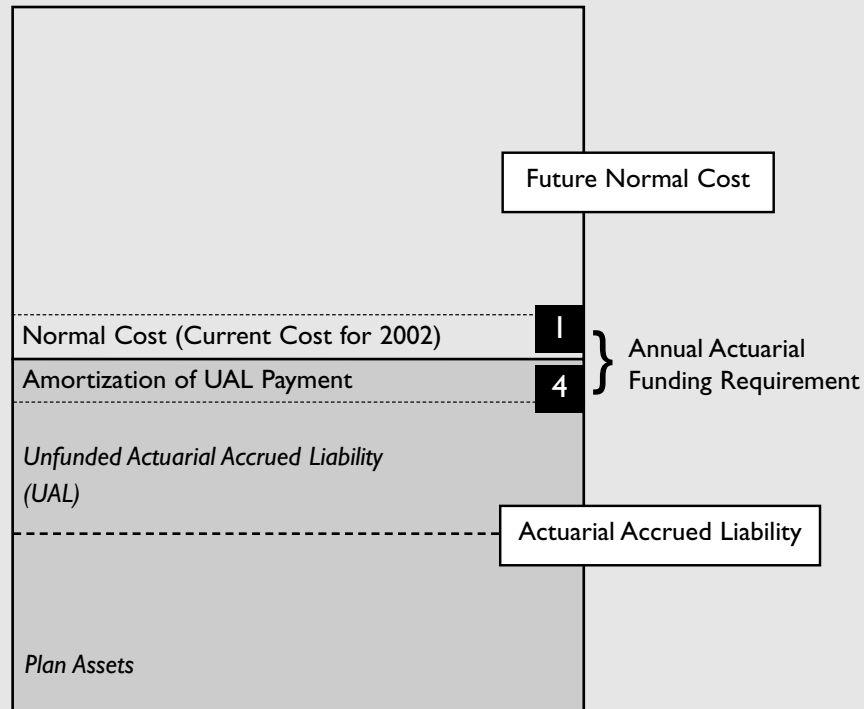 Future Normal Cost
Normal Cost (Current Cost for 2002)
1
Amortization of UAL Payment
4
}
Annual Actuarial
Funding Requirement
Unfunded Actuarial Accrued Liability
(UAL)
Actuarial Accrued Liability
Plan Assets